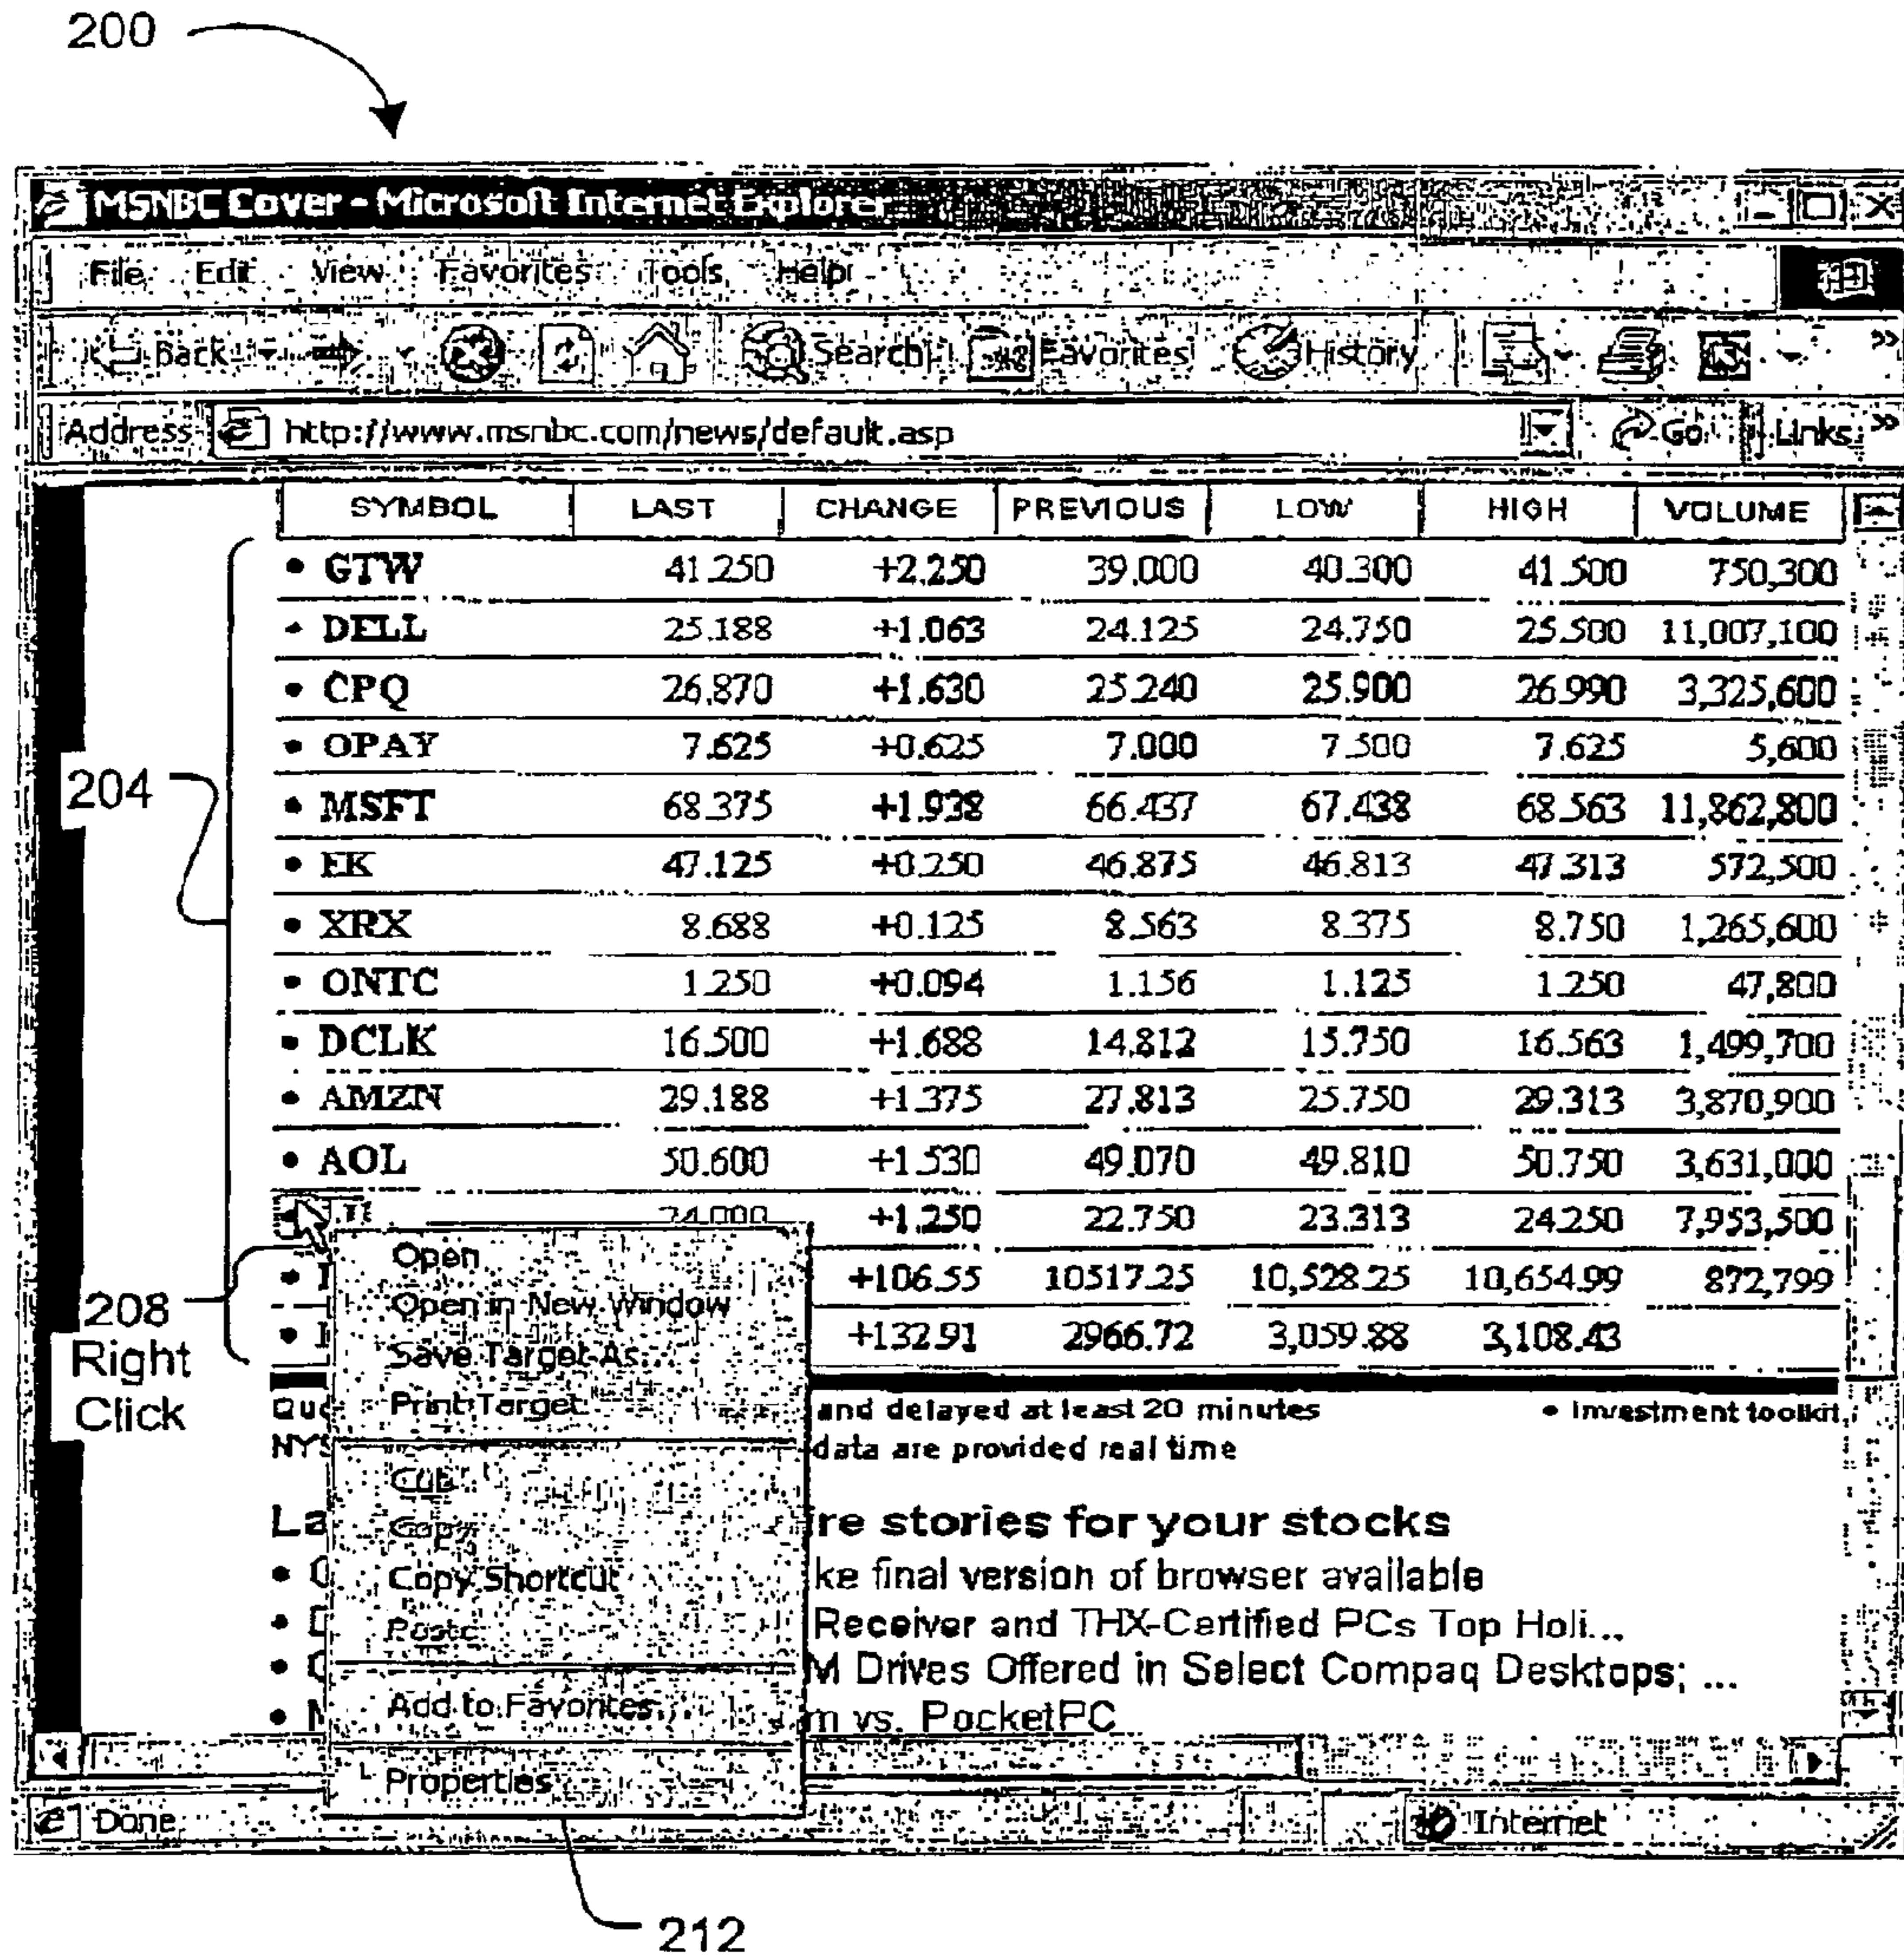 200
MSNBC Cover - Microsoft Internet Explorer
File Edit View Favorites Tools Help
Back Search Favorites History »
Address http://www.msnbc.com/news/default.asp Go Links »
SYMBOL LAST CHANGE PREVIOUS LOW HIGH VOLUME
• GTW 41.250 +2.250 39.000 40.300 41.500 750,300
• DELL 25.188 +1.063 24.125 24.750 25.500 11,007,100
• CPQ 26.870 +1.630 25.240 25.900 26.990 3,325,600
• OPAY 7.625 +0.625 7.000 7.500 7.625 5,600
204
• MSFT 68.375 +1.938 66.437 67.438 68.563 11,862,800
• EK 47.125 +0.250 46.875 46.813 47.313 572,500
• XRX 8.688 +0.125 8.563 8.375 8.750 1,265,600
• ONTC 1.250 +0.094 1.156 1.125 1.250 47,800
• DCLK 16.500 +1.688 14.812 15.750 16.563 1,499,700
• AMZN 29.188 +1.375 27.813 25.750 29.313 3,870,900
• AOL 50.600 +1.530 49.070 49.810 50.750 3,631,000
24.000 +1.250 22.750 23.313 24.250 7,953,500
+106.55 10517.25 10,528.25 10,654.99 872,799
+132.91 2966.72 3,059.88 3,108.43
208
Right
Click
Open
Open in New Window
Save Target As...
Print Target
Cut
Copy
Copy Shortcut
Paste
Add to Favorites...
Properties
and delayed at least 20 minutes • Investment toolkit
data are provided real time
re stories for your stocks
ke final version of browser available
Receiver and THX-Certified PCs Top Holi...
M Drives Offered in Select Compaq Desktops; ...
m vs. PocketPC
Done Internet
212